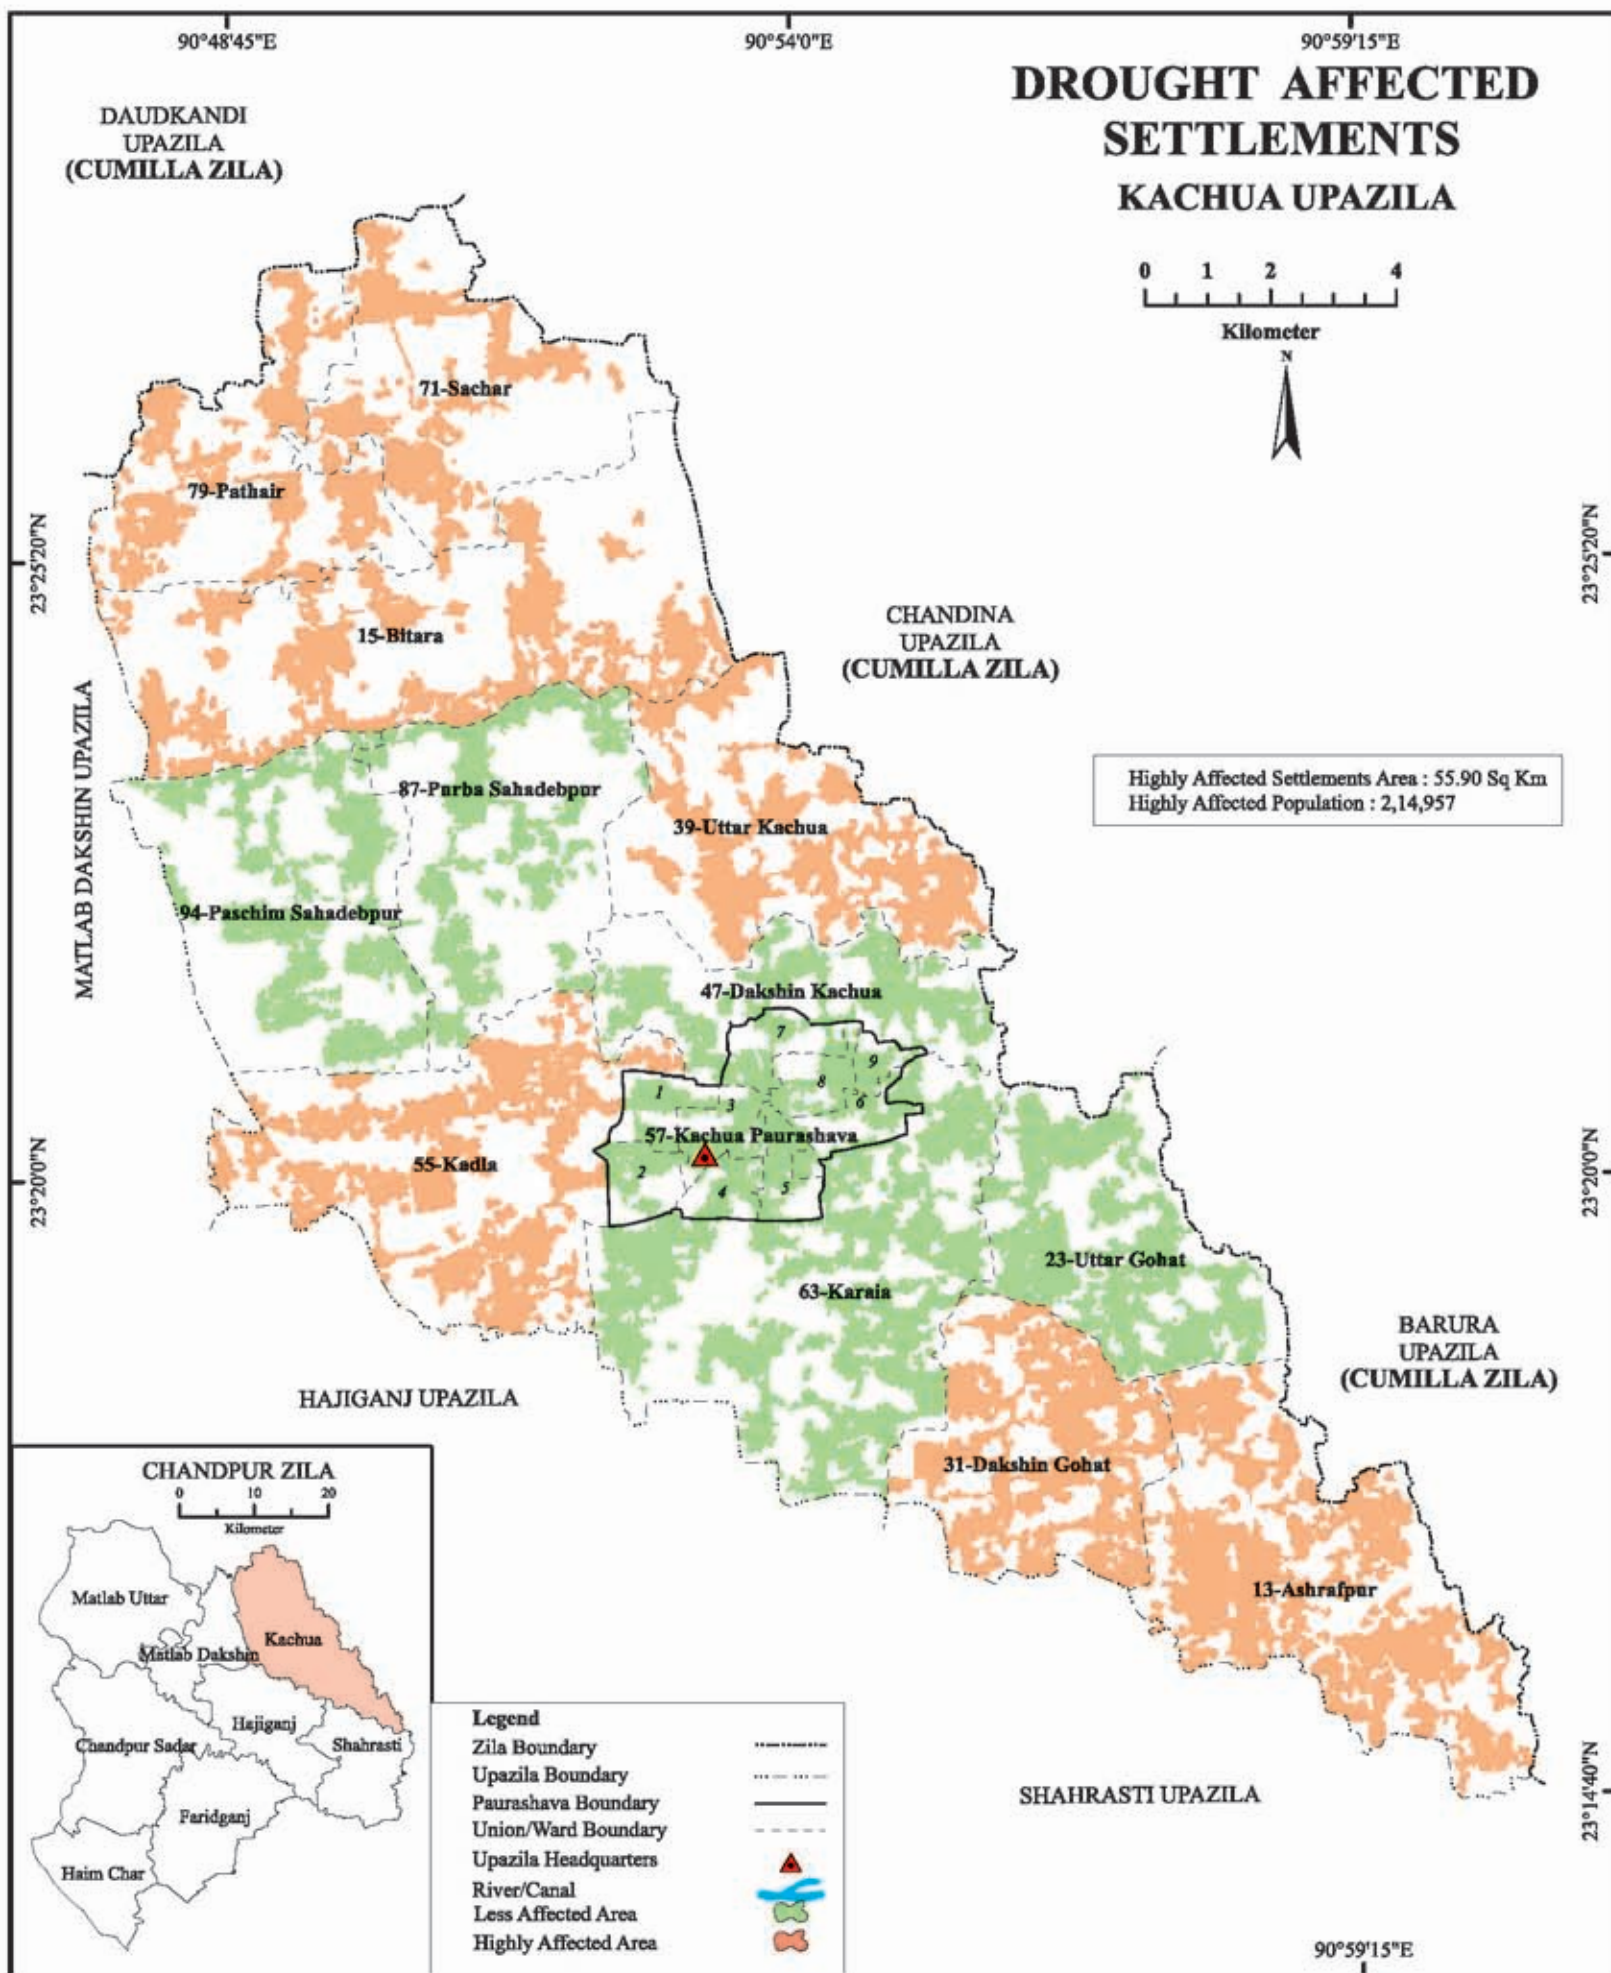 90°48'45"E
90°54'0"E
90°59'15"E
DROUGHT AFFECTED
SETTLEMENTS
KACHUA UPAZILA
0 1 2 4
Kilometer
N
DAUDKANDI
UPAZILA
(CUMILLA ZILA)
71-Sachar
79-Pathair
23°25'20"N
23°25'20"N
15-Bitara
CHANDINA
UPAZILA
(CUMILLA ZILA)
MATLAB DAKSHIN UPAZILA
Highly Affected Settlements Area : 55.90 Sq Km
Highly Affected Population : 2,14,957
87-Purba Sahadebpur
39-Uttar Kachua
94-Paschim Sahadebpur
47-Dakshin Kachua
7
9
8
1
3
6
57-Kachua Paurashava
2
4
5
55-Kadla
23°20'0"N
23°20'0"N
23-Uttar Gohat
63-Karaia
BARURA
UPAZILA
(CUMILLA ZILA)
HAJIGANJ UPAZILA
31-Dakshin Gohat
13-Ashrafpur
SHAHRASTI UPAZILA
23°14'40"N
90°59'15"E
CHANDPUR ZILA
0 10 20
Kilometer
Matlab Uttar
Kachua
Matlab Dakshin
Hajiganj
Chandpur Sadar
Shahrasti
Faridganj
Haim Char
Legend
Zila Boundary
Upazila Boundary
Paurashava Boundary
Union/Ward Boundary
Upazila Headquarters
River/Canal
Less Affected Area
Highly Affected Area